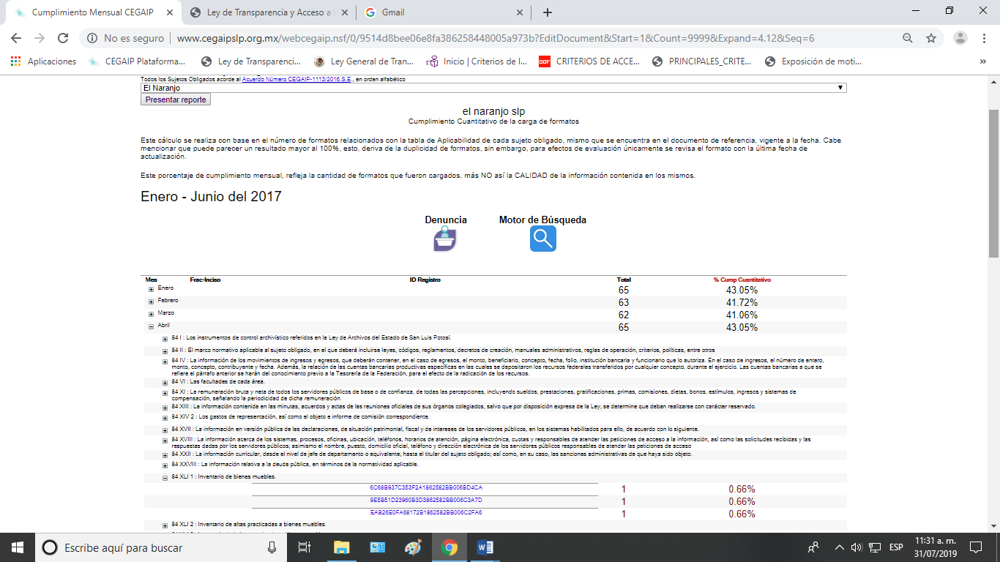 Cumplimiento Mensual CEGAIP
Ley de Transparencia y Acceso a
Gmail
No es seguro
www.cegaipslp.org.mx/webcegaip.nsf/0/9514d8bee06e8fa386258448005a973b?EditDocument&Start=1&Count=9999&Expand=4.12&Seq=6
Aplicaciones
CEGAIP Plataforma...
Ley de Transparenci...
Ley General de Tran...
Inicio | Criterios de I...
DOF
CRITERIOS DE ACCE...
PRINCIPALES_CRITE...
Exposición de moti...
Todos los Sujetos Obligados acorde al Acuerdo Número CEGAIP-1113/2016.S.E., en orden alfabético
El Naranjo
Presentar reporte
el naranjo slp
Cumplimiento Cuantitativo de la carga de formatos
Este cálculo se realiza con base en el número de formatos relacionados con la tabla de Aplicabilidad de cada sujeto obligado, mismo que se encuentra en el documento de referencia, vigente a la fecha. Cabe
mencionar que puede parecer un resultado mayor al 100%, esto, deriva de la duplicidad de formatos, sin embargo, para efectos de evaluación únicamente se revisa el formato con la última fecha de
actualización.
Este porcentaje de cumplimiento mensual, refleja la cantidad de formatos que fueron cargados, más NO así la CALIDAD de la información contenida en los mismos.
Enero - Junio del 2017
Denuncia Motor de Búsqueda
Mes Frac-Inciso ID Registro Total % Cump Cuantitativo
Enero 65 43.05%
Febrero 63 41.72%
Marzo 62 41.06%
Abril 65 43.05%
84 I : Los instrumentos de control archivístico referidos en la Ley de Archivos del Estado de San Luis Potosí.
84 II : El marco normativo aplicable al sujeto obligado, en el que deberá incluirse leyes, códigos, reglamentos, decretos de creación, manuales administrativos, reglas de operación, criterios, políticas, entre otros
84 IV : La información de los movimientos de ingresos y egresos, que deberán contener, en el caso de egresos, el monto, beneficiario, concepto, fecha, folio, institución bancaria y funcionario que lo autoriza. En el caso de ingresos, el número de entero,
monto, concepto, contribuyente y fecha. Además, la relación de las cuentas bancarias productivas específicas en las cuales se depositaron los recursos federales transferidos por cualquier concepto, durante el ejercicio. Las cuentas bancarias a que se
refiere el párrafo anterior se harán del conocimiento previo a la Tesorería de la Federación, para el efecto de la radicación de los recursos.
84 VI : Las facultades de cada área.
84 XI : La remuneración bruta y neta de todos los servidores públicos de base o de confianza, de todas las percepciones, incluyendo sueldos, prestaciones, gratificaciones, primas, comisiones, dietas, bonos, estímulos, ingresos y sistemas de
compensación, señalando la periodicidad de dicha remuneración.
84 XIII : La información contenida en las minutas, acuerdos y actas de las reuniones oficiales de sus órganos colegiados, salvo que por disposición expresa de la Ley, se determine que deban realizarse con carácter reservado.
84 XIV 2 : Los gastos de representación, así como el objeto e informe de comisión correspondiente.
84 XVII : La información en versión pública de las declaraciones, de situación patrimonial, fiscal y de intereses de los servidores públicos, en los sistemas habilitados para ello, de acuerdo con lo siguiente.
84 XVIII : La información acerca de los sistemas, procesos, oficinas, ubicación, teléfonos, horarios de atención, página electrónica, cuotas y responsables de atender las peticiones de acceso a la información, así como las solicitudes recibidas y las
respuestas dadas por los servidores públicos; asimismo el nombre, puesto, domicilio oficial, teléfono y dirección electrónica de los servidores públicos responsables de atender las peticiones de acceso
84 XXII : La información curricular, desde el nivel de jefe de departamento o equivalente, hasta el titular del sujeto obligado; así como, en su caso, las sanciones administrativas de que haya sido objeto.
84 XXVIII : La información relativa a la deuda pública, en términos de la normatividad aplicable.
84 XLI 1 : Inventario de bienes muebles.
6C68B937C353F2A1862582BB006BD4CA 1 0.66%
9E5B51D23960B3D3862582BB006C3A7D 1 0.66%
EAB26E0FA68172B1862582BB006C2FA6 1 0.66%
84 XLI 2 : Inventario de altas practicadas a bienes muebles.
Escribe aquí para buscar
ESP
11:31 a. m.
31/07/2019